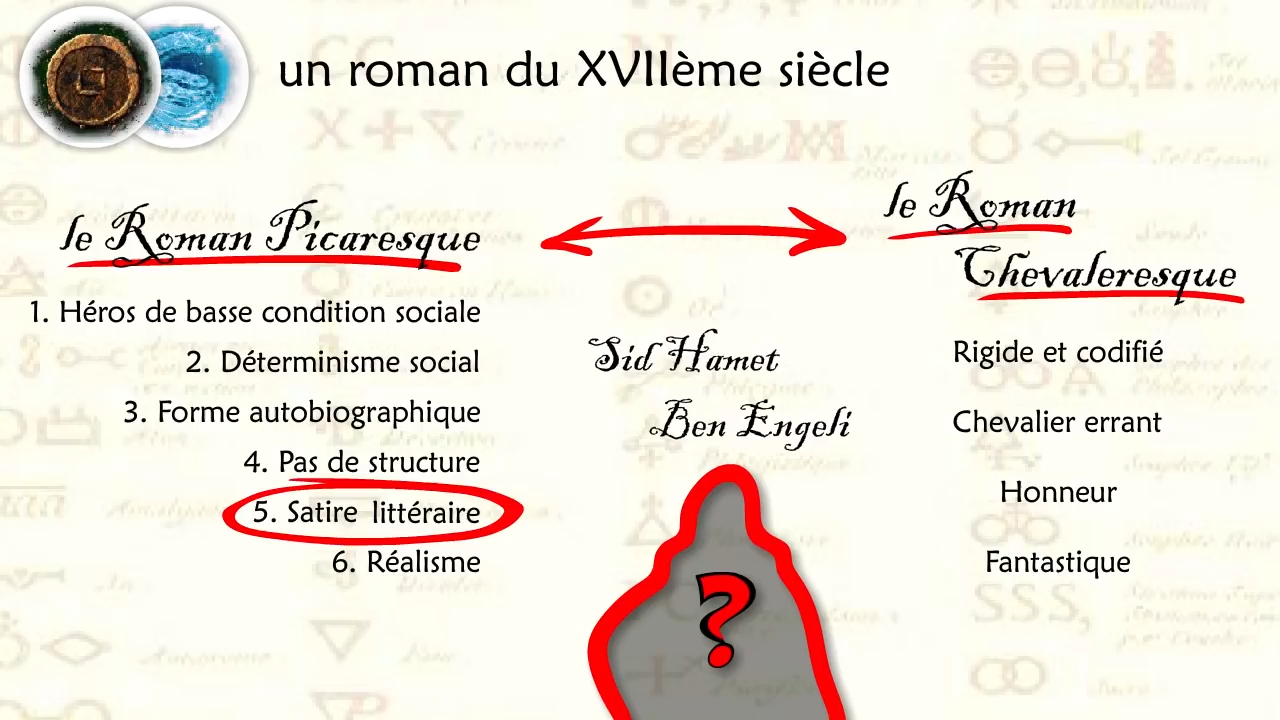 un roman du XVIIème siècle
le Roman Picaresque
1. Héros de basse condition sociale
2. Déterminisme social
3. Forme autobiographique
4. Pas de structure
5. Satire littéraire
6. Réalisme
Sid Hamet
Ben Engeli
?
le Roman
Chevaleresque
Rigide et codifié
Chevalier errant
Honneur
Fantastique